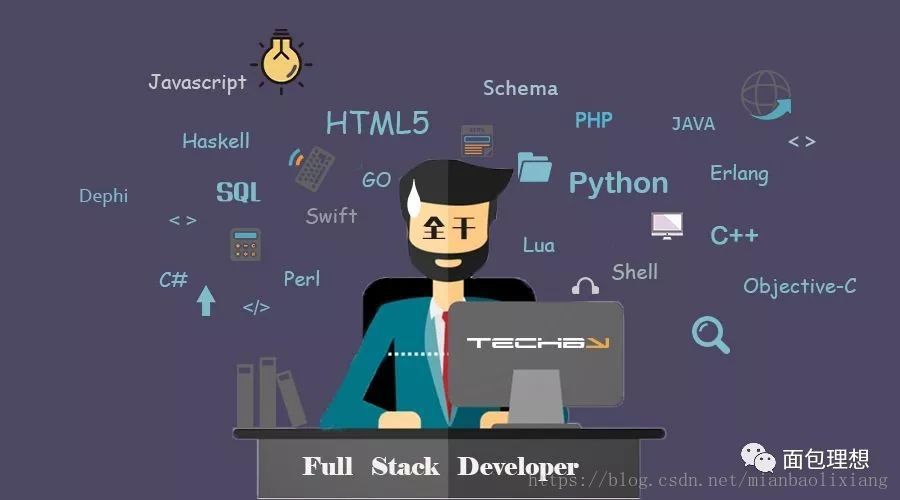 Javascript
Schema
HTML5
PHP
JAVA
Haskell
< >
GO
Python
Erlang
Dephi
SQL
Swift
< >
全干
C++
Lua
Shell
C#
Perl
Objective-C
</>
TECHBY
Full Stack Developer
面包理想
https://blog.csdn.net/mianbaolixiang